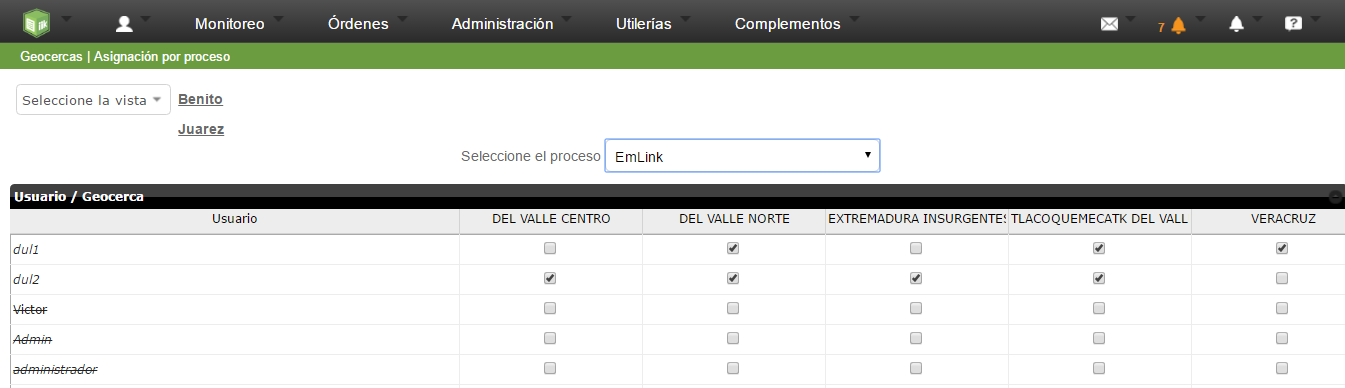 Monitoreo Órdenes Administración Utilerías Complementos 7
Geocercas | Asignación por proceso
Seleccione la vista Benito
Juarez
Seleccione el proceso EmLink
Usuario / Geocerca
Usuario DEL VALLE CENTRO DEL VALLE NORTE EXTREMADURA INSURGENTES TLACOQUEMECATK DEL VALL VERACRUZ
dul1
dul2
Victor
Admin
administrador